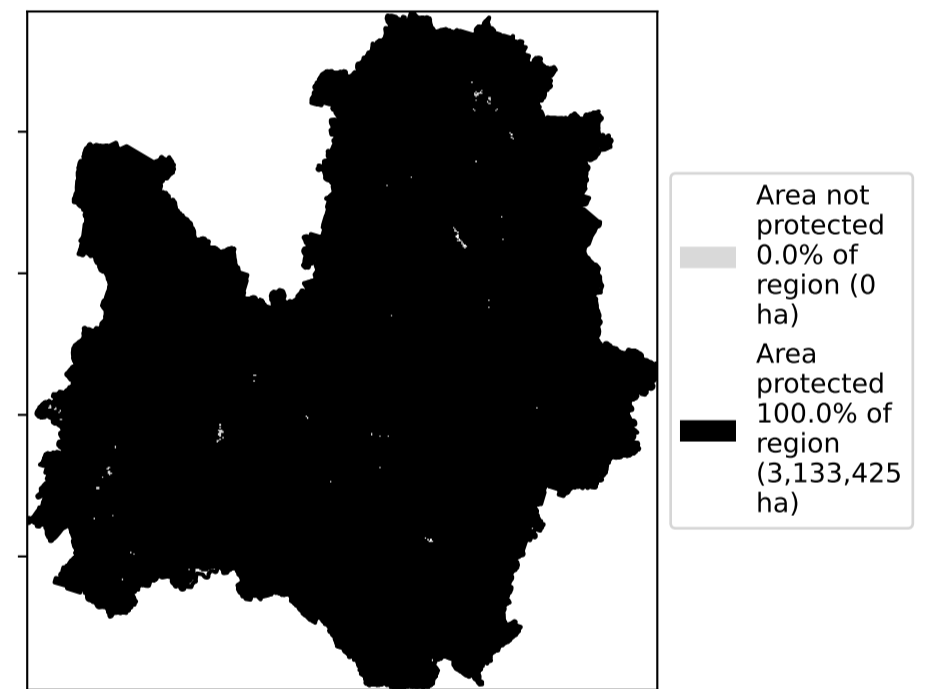 Area not
protected
0.0% of
region (0
ha)
Area
protected
100.0% of
region
(3,133,425
ha)